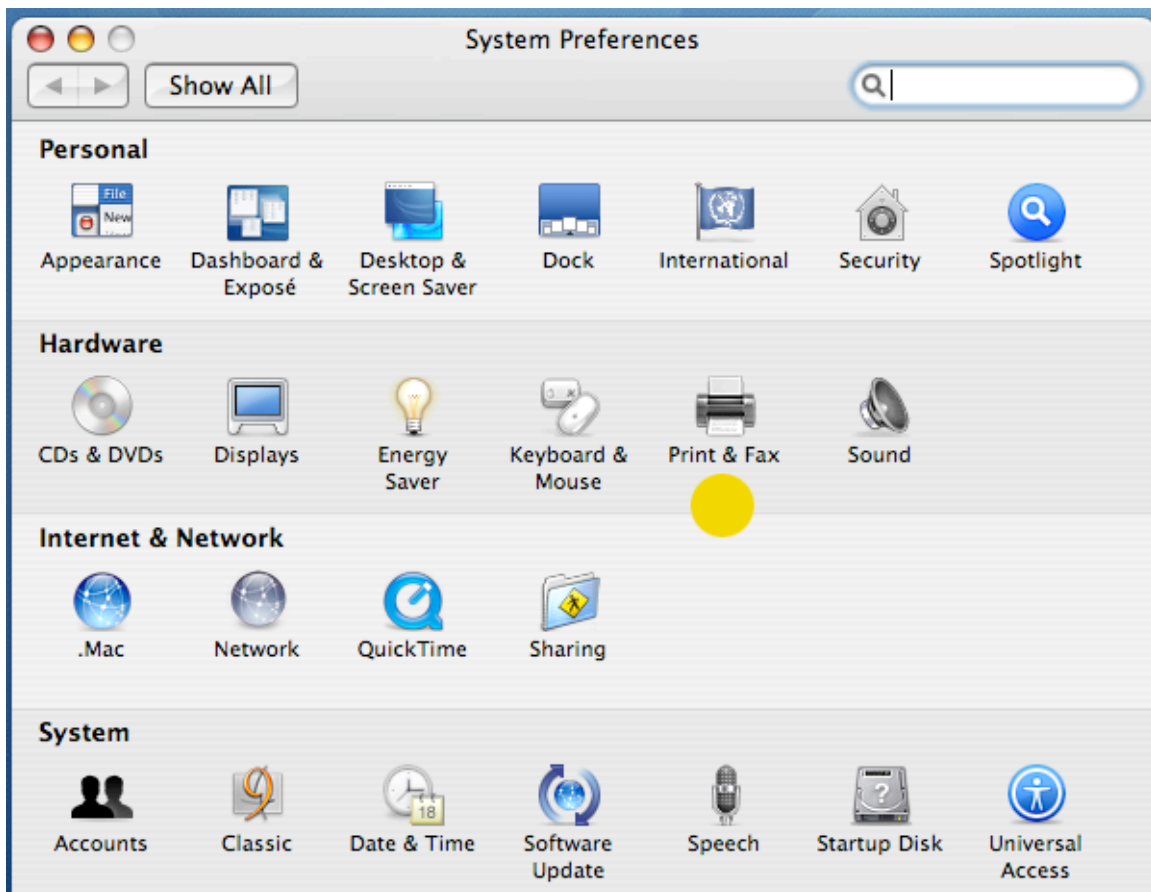 System Preferences
Show All
Personal
File
New
Appearance
Dashboard & Exposé
Desktop & Screen Saver
Dock
International
Security
Spotlight
Hardware
CDs & DVDs
Displays
Energy Saver
Keyboard & Mouse
Print & Fax
Sound
Internet & Network
.Mac
Network
QuickTime
Sharing
System
18
Accounts
Classic
Date & Time
Software Update
Speech
Startup Disk
Universal Access